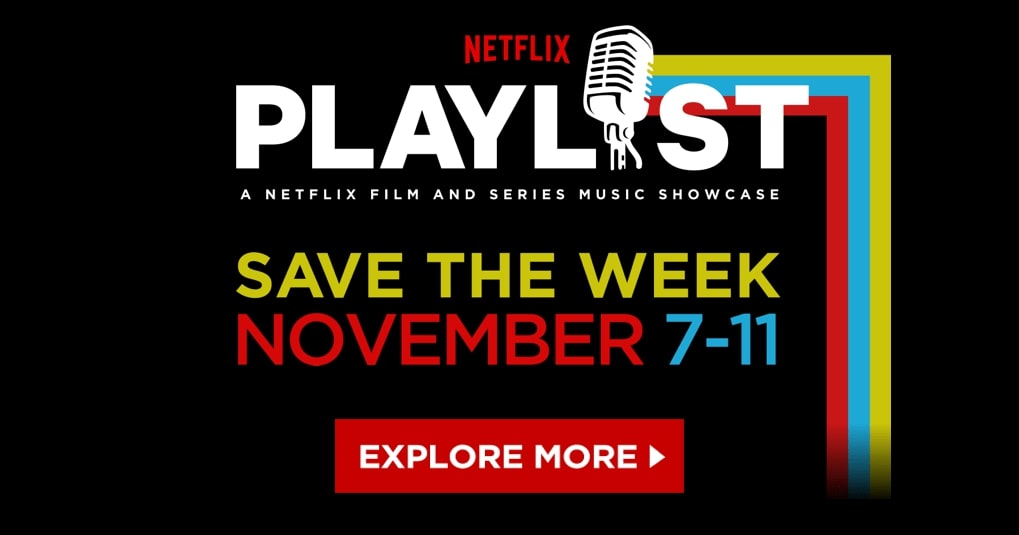 NETFLIX
PLAYLIST
A NETFLIX FILM AND SERIES MUSIC SHOWCASE
SAVE THE WEEK
NOVEMBER 7-11
EXPLORE MORE